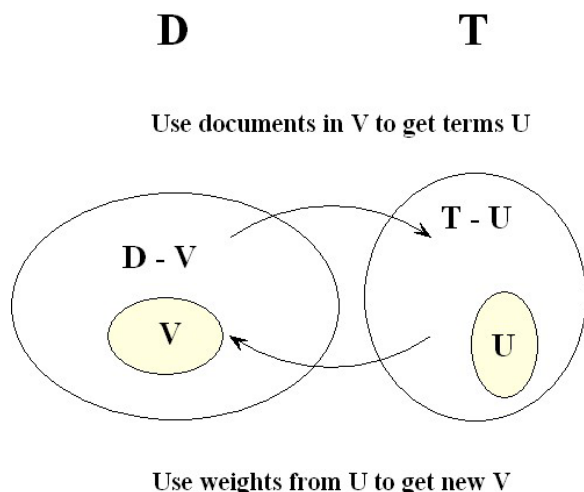 D T
Use documents in V to get terms U
T - U
D - V
V
U
Use weights from U to get new V